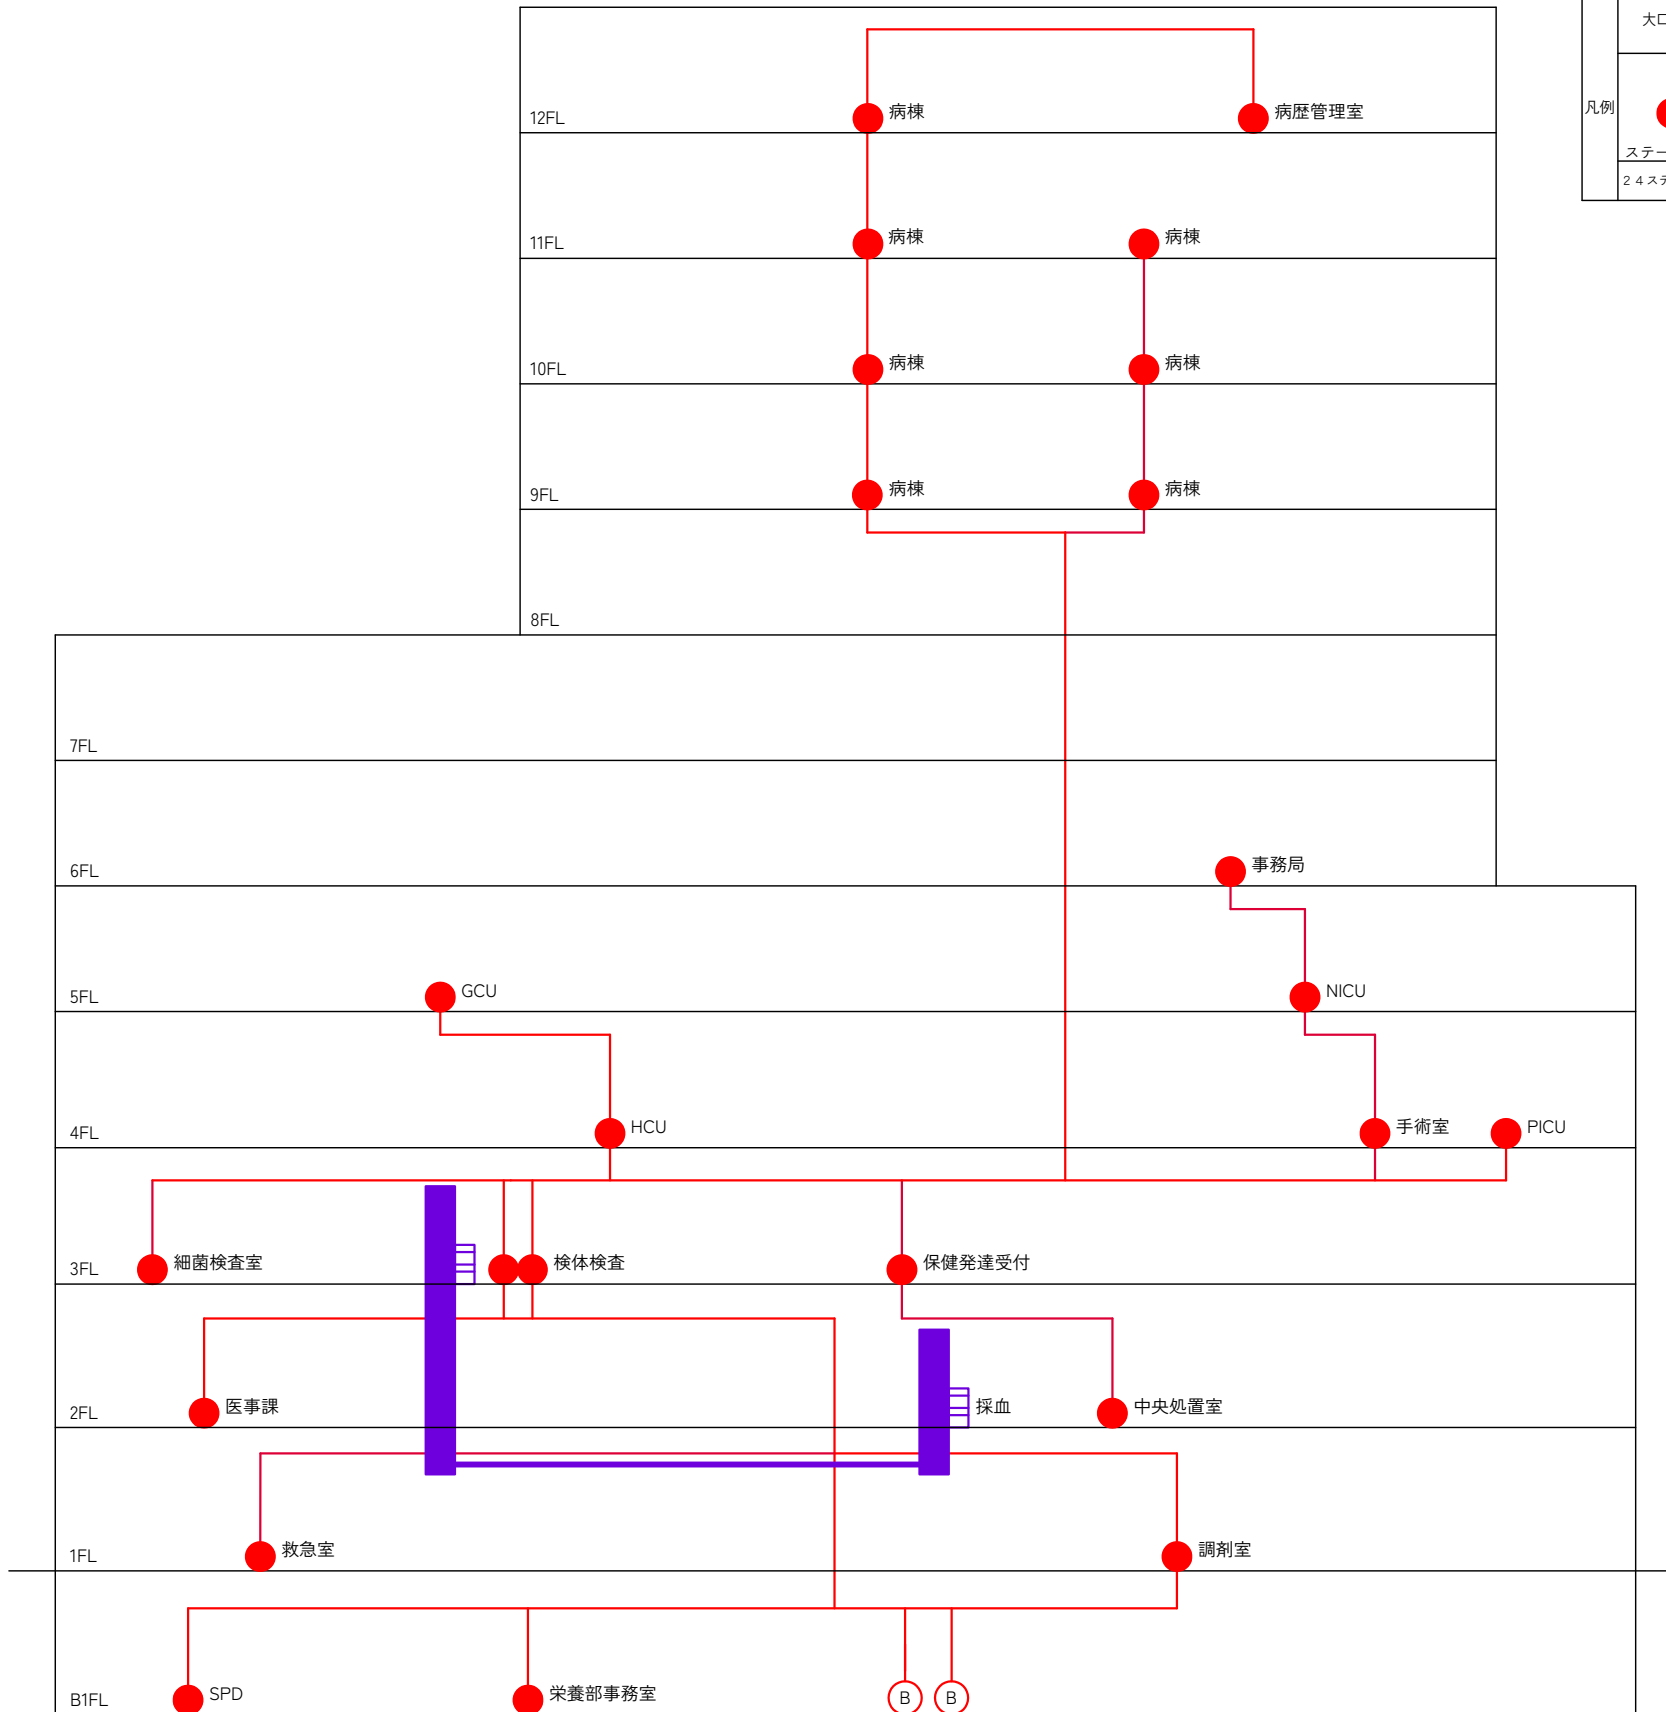 大口
12FL 病棟 病歴管理室
凡例
ステー
２４ステ
11FL 病棟 病棟
10FL 病棟 病棟
9FL 病棟 病棟
8FL
7FL
6FL 事務局
5FL GCU NICU
4FL HCU 手術室 PICU
3FL 細菌検査室 検体検査 保健発達受付
2FL 医事課 採血 中央処置室
1FL 救急室 調剤室
B1FL SPD 栄養部事務室 B B